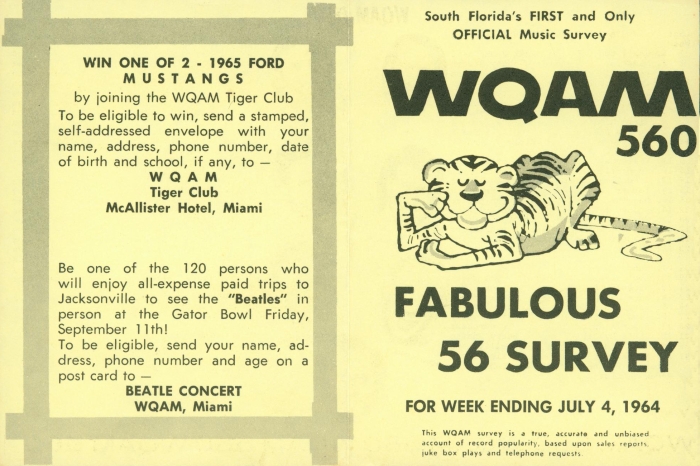 WIN ONE OF 2 - 1965 FORD
MUSTANGS
by joining the WQAM Tiger Club
To be eligible to win, send a stamped,
self-addressed envelope with your
name, address, phone number, date
of birth and school, if any, to —
WQAM
Tiger Club
McAllister Hotel, Miami
Be one of the 120 persons who
will enjoy all-expense paid trips to
Jacksonville to see the "Beatles" in
person at the Gator Bowl Friday,
September 11th!
To be eligible, send your name, ad-
dress, phone number and age on a
post card to —
BEATLE CONCERT
WQAM, Miami
South Florida's FIRST and Only
OFFICIAL Music Survey
WQAM
560
FABULOUS
56 SURVEY
FOR WEEK ENDING JULY 4, 1964
This WQAM survey is a true, accurate and unbiased
account of record popularity, based upon sales reports,
juke box plays and telephone requests.